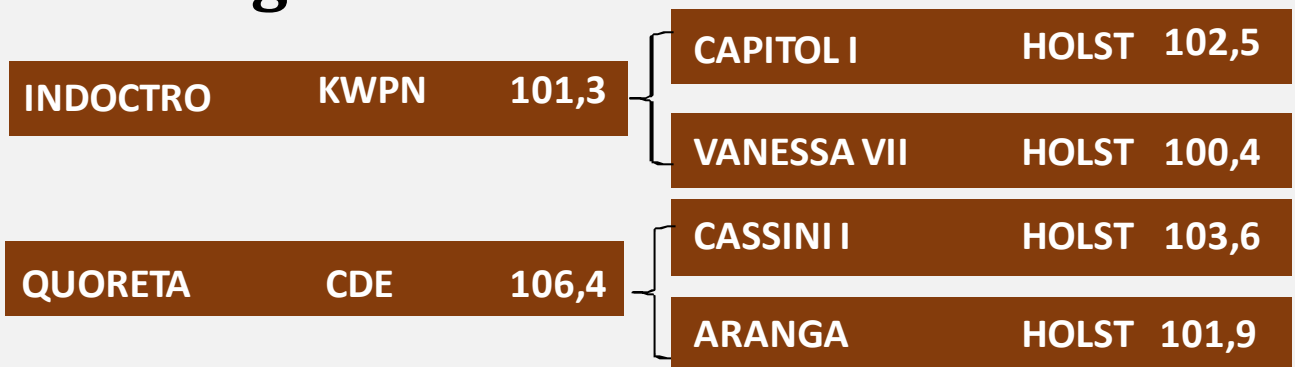 INDOCTRO KWPN 101,3
CAPITOL I HOLST 102,5
VANESSA VII HOLST 100,4
QUORETA CDE 106,4
CASSINI I HOLST 103,6
ARANGA HOLST 101,9